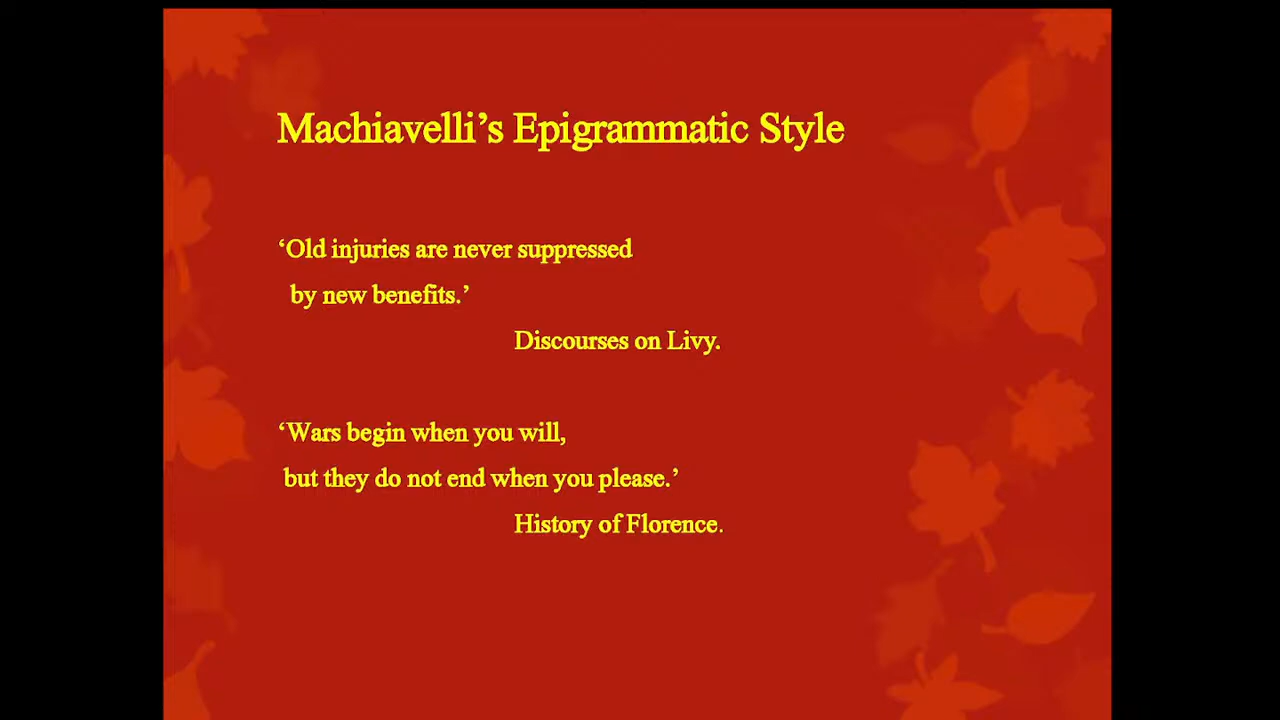 Machiavelli’s Epigrammatic Style
‘Old injuries are never suppressed
by new benefits.’
Discourses on Livy.
‘Wars begin when you will,
but they do not end when you please.’
History of Florence.